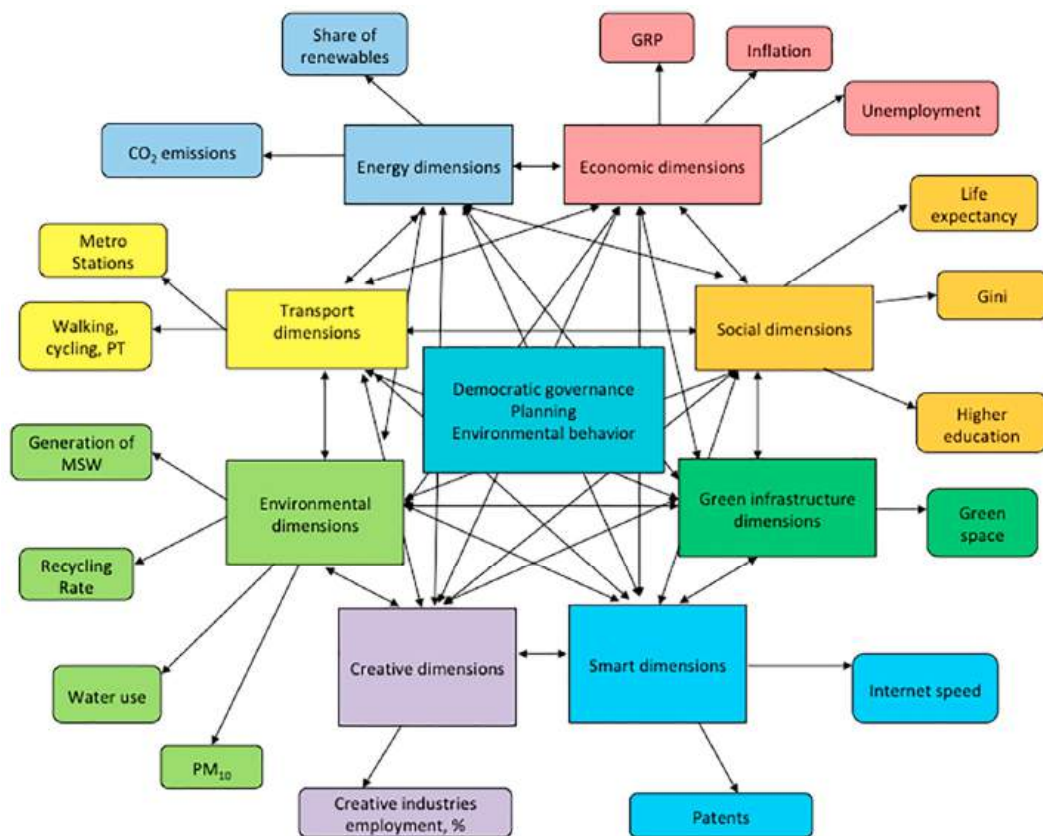 Share of
renewables
GRP
Inflation
Unemployment
CO₂ emissions
Energy dimensions
Economic dimensions
Life
expectancy
Metro
Stations
Transport
dimensions
Social dimensions
Gini
Walking,
cycling, PT
Democratic governance
Planning
Environmental behavior
Higher
education
Generation of
MSW
Environmental
dimensions
Green infrastructure
dimensions
Green
space
Recycling
Rate
Creative dimensions
Smart dimensions
Internet speed
Water use
PM₁₀
Creative industries
employment, %
Patents